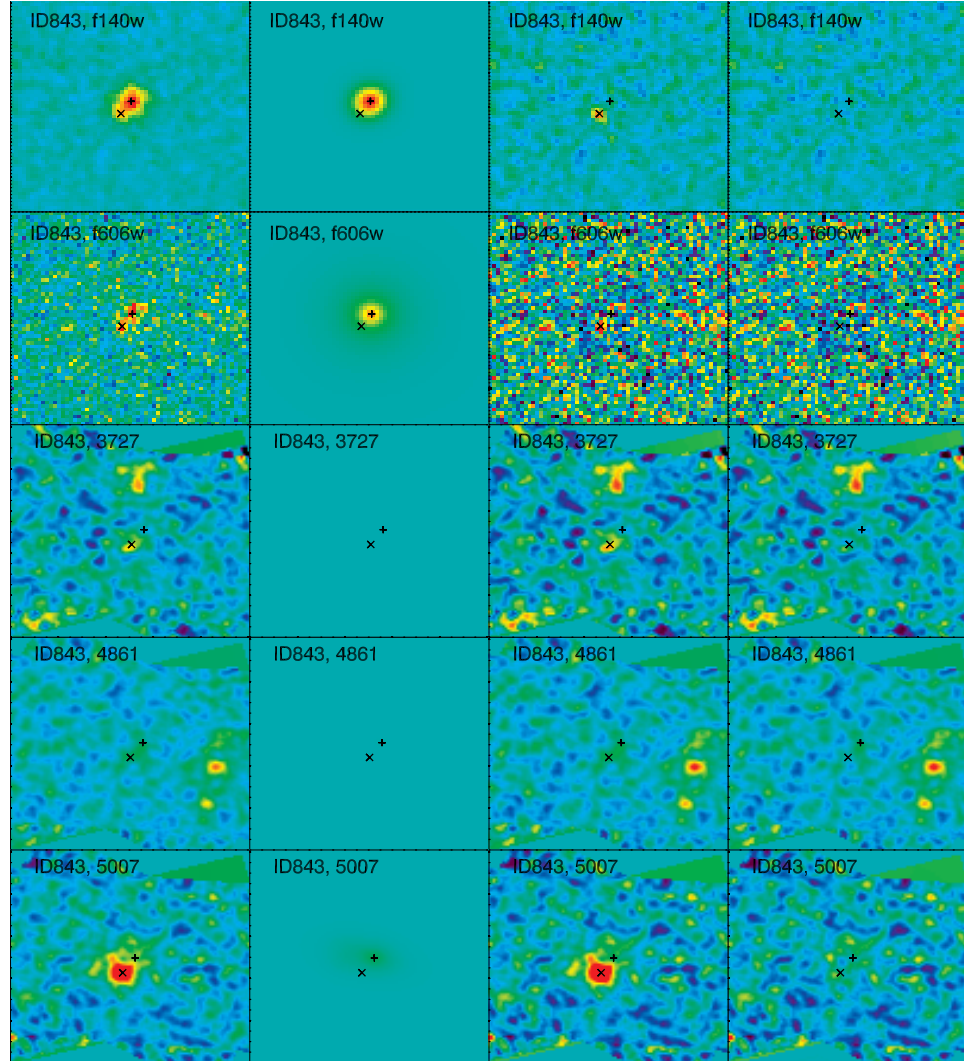 ID843, f140w ID843, f140w ID843, f140w ID843, f140w
ID843, f606w ID843, f606w ID843, f606w ID843, f606w
ID843, 3727 ID843, 3727 ID843, 3727 ID843, 3727
ID843, 4861 ID843, 4861 ID843, 4861 ID843, 4861
ID843, 5007 ID843, 5007 ID843, 5007 ID843, 5007